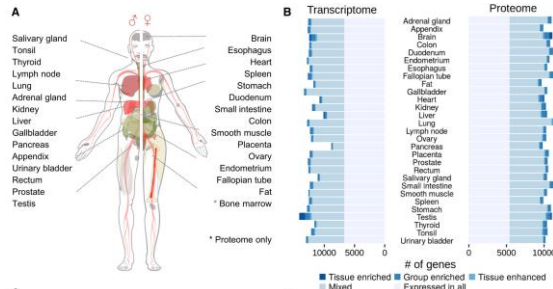 A
♂ ♀
Salivary gland
Tonsil
Thyroid
Lymph node
Lung
Adrenal gland
Kidney
Liver
Gallbladder
Pancreas
Appendix
Urinary bladder
Rectum
Prostate
Testis
Brain
Esophagus
Heart
Spleen
Stomach
Duodenum
Small intestine
Colon
Smooth muscle
Placenta
Ovary
Endometrium
Fallopian tube
Fat
* Bone marrow
* Proteome only
B
Transcriptome
Proteome
Adrenal gland
Appendix
Brain
Colon
Duodenum
Endometrium
Esophagus
Fallopian tube
Fat
Gallbladder
Heart
Kidney
Liver
Lung
Lymph node
Ovary
Pancreas
Placenta
Prostate
Rectum
Salivary gland
Small intestine
Smooth muscle
Spleen
Stomach
Testis
Thyroid
Tonsil
Urinary bladder
10000 5000 0
0 5000 10000
# of genes
Tissue enriched Group enriched Tissue enhanced
Mixed Expressed in all